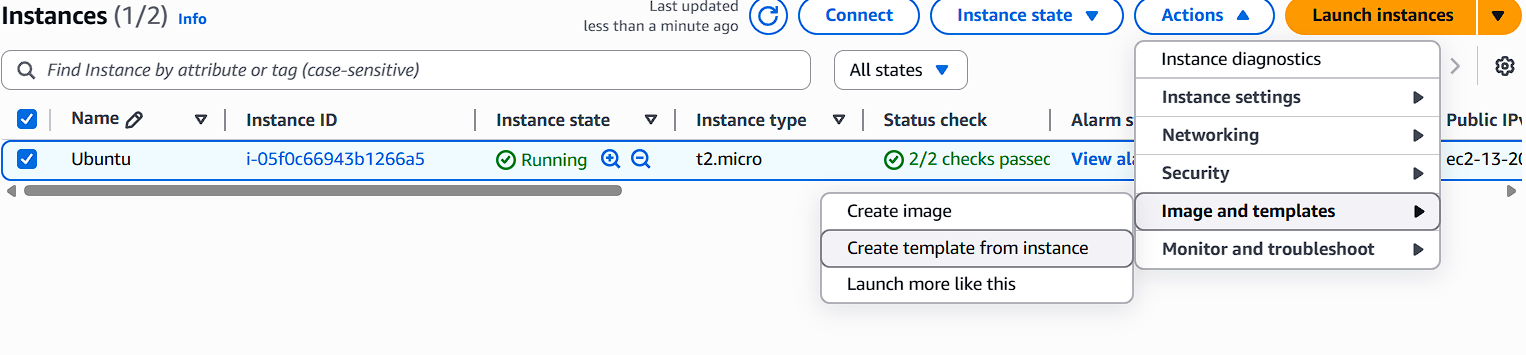 Instances (1/2) Info
Last updated
less than a minute ago
Connect
Instance state
Actions
Launch instances
Find Instance by attribute or tag (case-sensitive)
All states
Instance diagnostics
Instance settings
Networking
Security
Image and templates
Monitor and troubleshoot
Create image
Create template from instance
Launch more like this
Name Instance ID Instance state Instance type Status check Alarm s Public IPv
Ubuntu i-05f0c66943b1266a5 Running t2.micro 2/2 checks passed View ala ec2-13-20